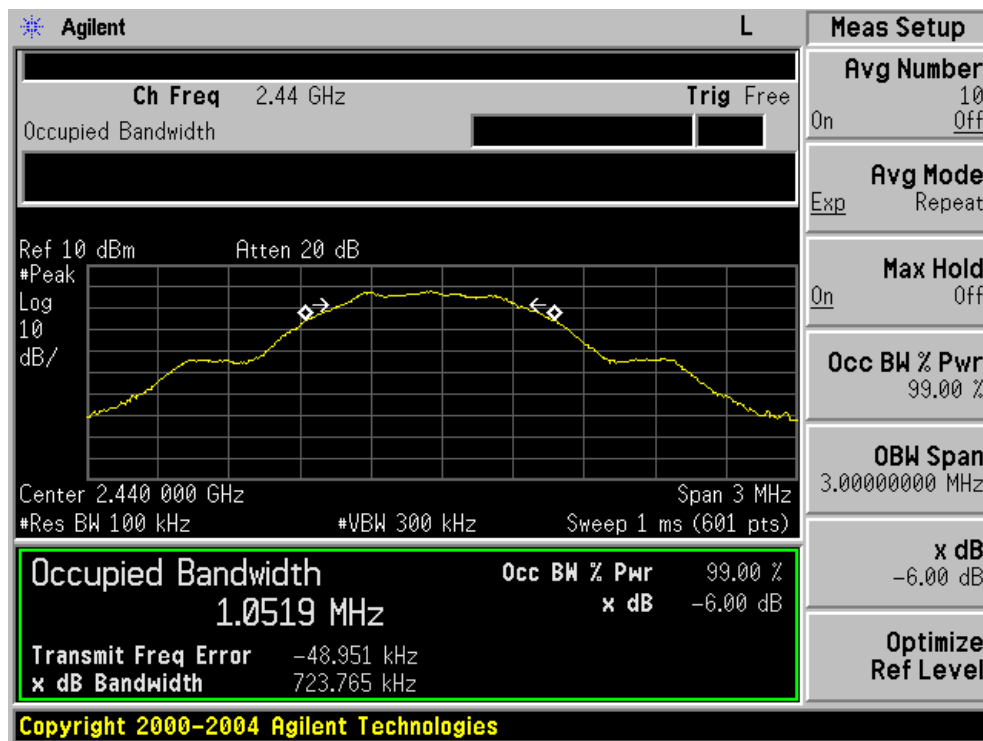 Agilent
L
Meas Setup
Ch Freq 2.44 GHz
Trig Free
Occupied Bandwidth
Ref 10 dBm
Atten 20 dB
#Peak
Log
10
dB/
Center 2.440 000 GHz
Span 3 MHz
#Res BW 100 kHz
#VBW 300 kHz
Sweep 1 ms (601 pts)
Occupied Bandwidth
1.0519 MHz
Occ BW % Pwr 99.00 %
x dB -6.00 dB
Transmit Freq Error -48.951 kHz
x dB Bandwidth 723.765 kHz
Copyright 2000-2004 Agilent Technologies
Avg Number
10
On Off
Avg Mode
Exp Repeat
Max Hold
On Off
Occ BW % Pwr
99.00 %
OBW Span
3.00000000 MHz
x dB
-6.00 dB
Optimize
Ref Level